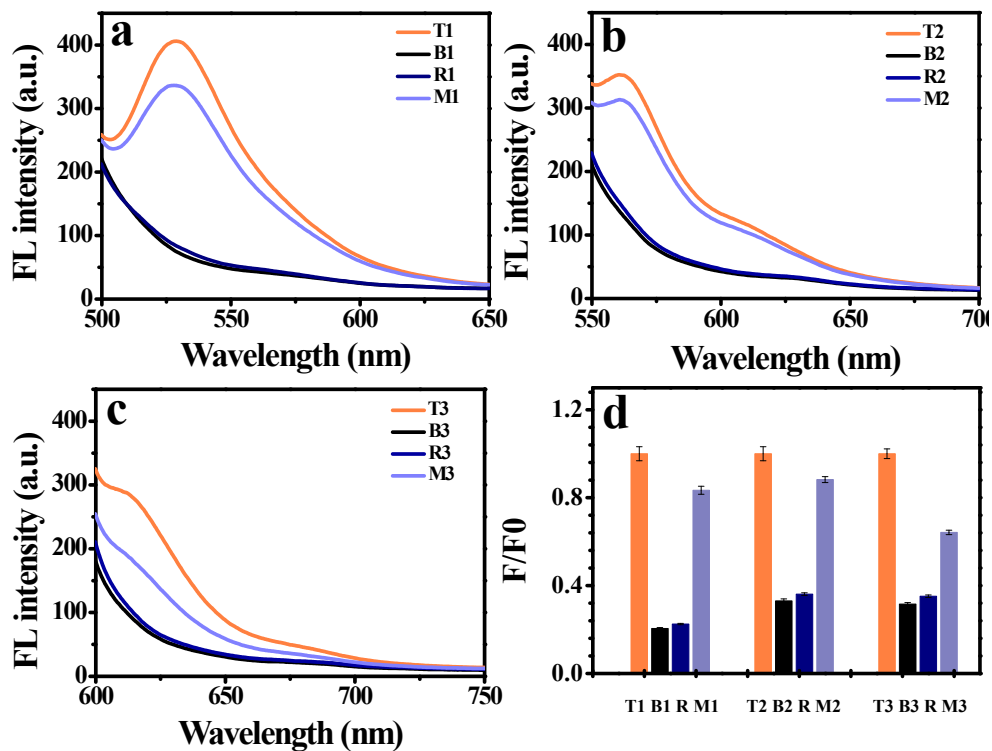 a
T1
B1
R1
M1
FL intensity (a.u.)
400
300
200
100
0
500 550 600 650
Wavelength (nm)
b
T2
B2
R2
M2
FL intensity (a.u.)
400
300
200
100
0
550 600 650 700
Wavelength (nm)
c
T3
B3
R3
M3
FL intensity (a.u.)
400
300
200
100
0
600 650 700 750
Wavelength (nm)
d
F/F0
1.2
0.8
0.4
0.0
T1 B1 R M1 T2 B2 R M2 T3 B3 R M3